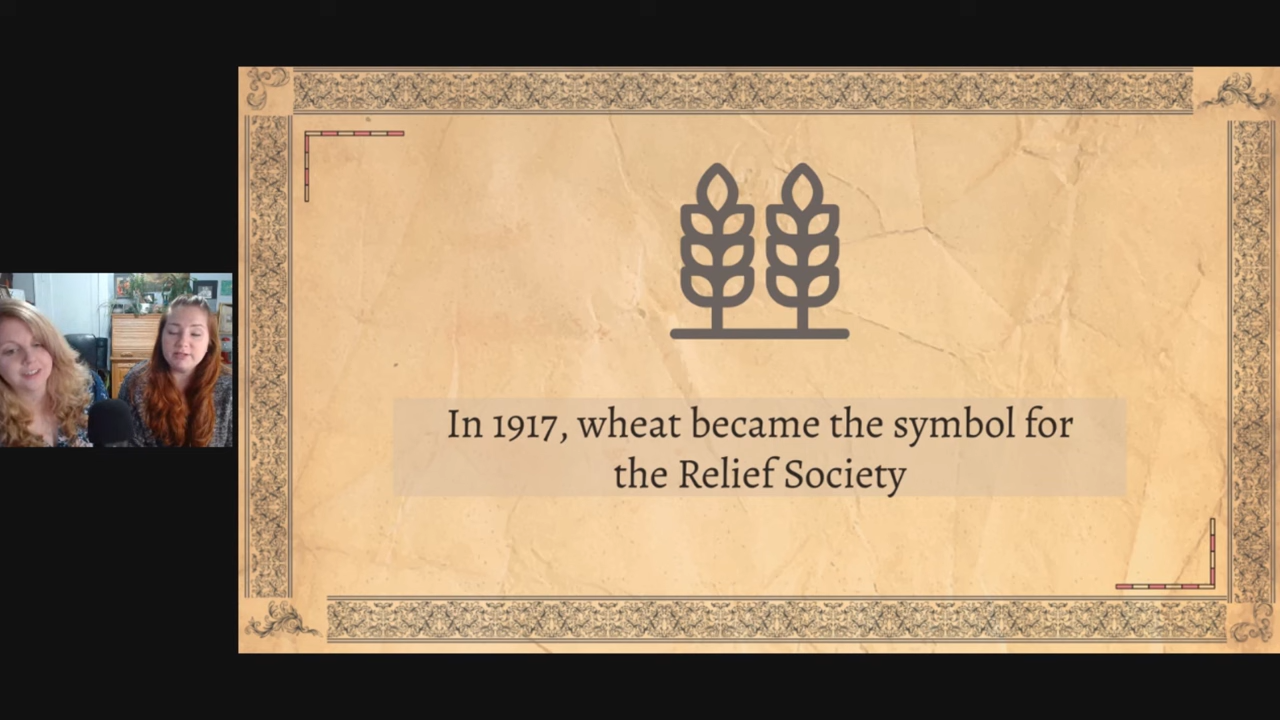 In 1917, wheat became the symbol for
the Relief Society